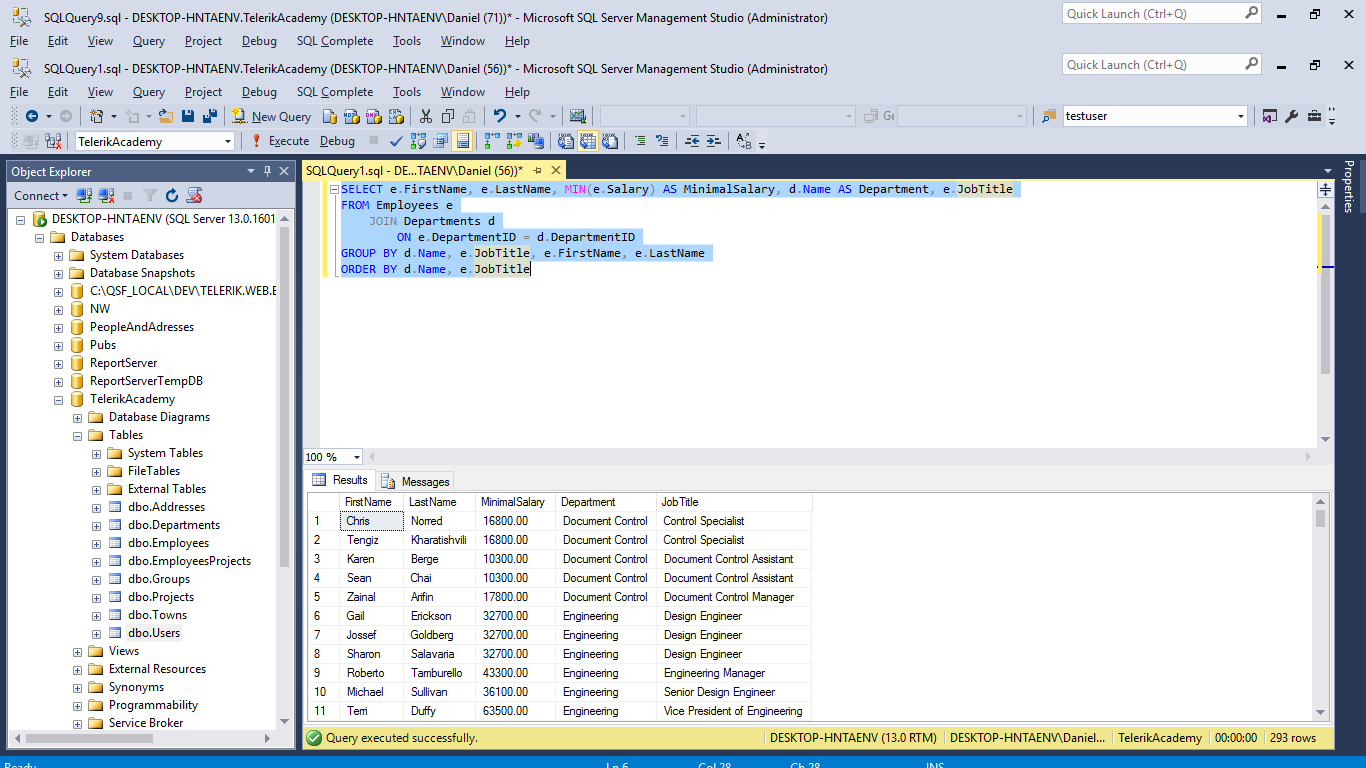 SQLQuery9.sql - DESKTOP-HNTAENV.TelerikAcademy (DESKTOP-HNTAENV\Daniel (71))* - Microsoft SQL Server Management Studio (Administrator)
Quick Launch (Ctrl+Q)
File Edit View Query Project Debug SQL Complete Tools Window Help
SQLQuery1.sql - DESKTOP-HNTAENV.TelerikAcademy (DESKTOP-HNTAENV\Daniel (56))* - Microsoft SQL Server Management Studio (Administrator)
Quick Launch (Ctrl+Q)
File Edit View Query Project Debug SQL Complete Tools Window Help
New Query
testuser
TelerikAcademy
Execute Debug
Object Explorer
Connect
DESKTOP-HNTAENV (SQL Server 13.0.1601
Databases
System Databases
Database Snapshots
C:\QSF_LOCAL\DEV\TELERIK.WEB.E
NW
PeopleAndAdresses
Pubs
ReportServer
ReportServerTempDB
TelerikAcademy
Database Diagrams
Tables
System Tables
FileTables
External Tables
dbo.Addresses
dbo.Departments
dbo.Employees
dbo.EmployeesProjects
dbo.Groups
dbo.Projects
dbo.Towns
dbo.Users
Views
External Resources
Synonyms
Programmability
Service Broker
SQLQuery1.sql - DE...TAENV\Daniel (56))*
SELECT e.FirstName, e.LastName, MIN(e.Salary) AS MinimalSalary, d.Name AS Department, e.JobTitle
FROM Employees e
JOIN Departments d
ON e.DepartmentID = d.DepartmentID
GROUP BY d.Name, e.JobTitle, e.FirstName, e.LastName
ORDER BY d.Name, e.JobTitle
Properties
100 %
Results Messages
FirstName LastName MinimalSalary Department JobTitle
1 Chris Norred 16800.00 Document Control Control Specialist
2 Tengiz Kharatishvili 16800.00 Document Control Control Specialist
3 Karen Berge 10300.00 Document Control Document Control Assistant
4 Sean Chai 10300.00 Document Control Document Control Assistant
5 Zainal Arifin 17800.00 Document Control Document Control Manager
6 Gail Erickson 32700.00 Engineering Design Engineer
7 Jossef Goldberg 32700.00 Engineering Design Engineer
8 Sharon Salavaria 32700.00 Engineering Design Engineer
9 Roberto Tamburello 43300.00 Engineering Engineering Manager
10 Michael Sullivan 36100.00 Engineering Senior Design Engineer
11 Terri Duffy 63500.00 Engineering Vice President of Engineering
Query executed successfully.
DESKTOP-HNTAENV (13.0 RTM) DESKTOP-HNTAENV\Daniel... TelerikAcademy 00:00:00 293 rows
Ready Ln 6 Col 28 Ch 28 INS